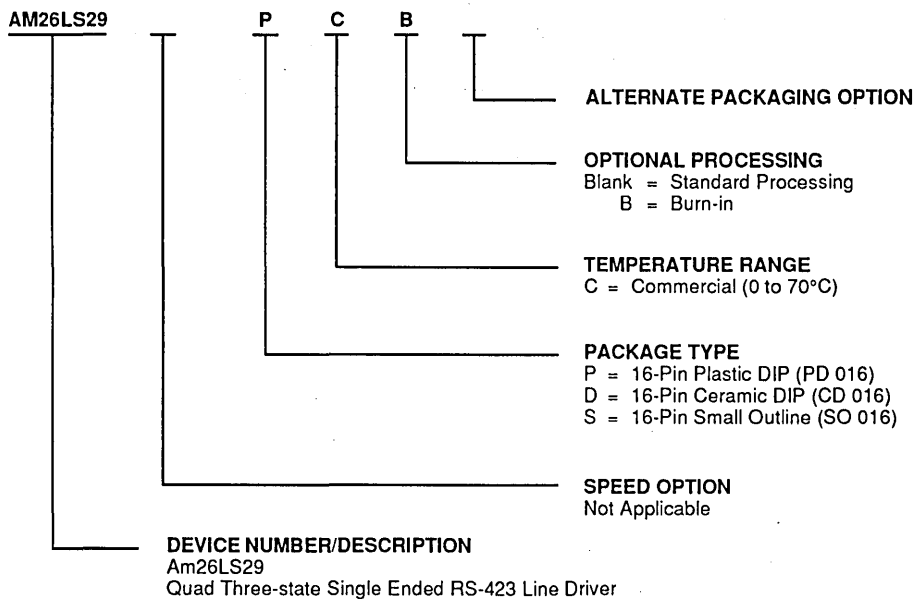 AM26LS29 P C B
ALTERNATE PACKAGING OPTION
OPTIONAL PROCESSING
Blank = Standard Processing
B = Burn-in
TEMPERATURE RANGE
C = Commercial (0 to 70°C)
PACKAGE TYPE
P = 16-Pin Plastic DIP (PD 016)
D = 16-Pin Ceramic DIP (CD 016)
S = 16-Pin Small Outline (SO 016)
SPEED OPTION
Not Applicable
DEVICE NUMBER/DESCRIPTION
Am26LS29
Quad Three-state Single Ended RS-423 Line Driver